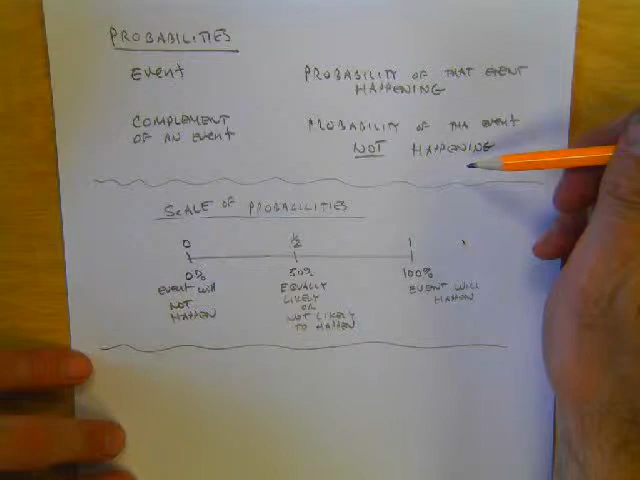 PROBABILITIES
EVENT PROBABILITY OF THAT EVENT
HAPPENING
COMPLEMENT PROBABILITY OF THE EVENT
OF AN EVENT NOT HAPPENING
SCALE OF PROBABILITIES
0 1/2 1
0% 50% 100%
EVENT WILL EQUALLY EVENT WILL
NOT LIKELY HAPPEN
HAPPEN OR
NOT LIKELY
TO HAPPEN